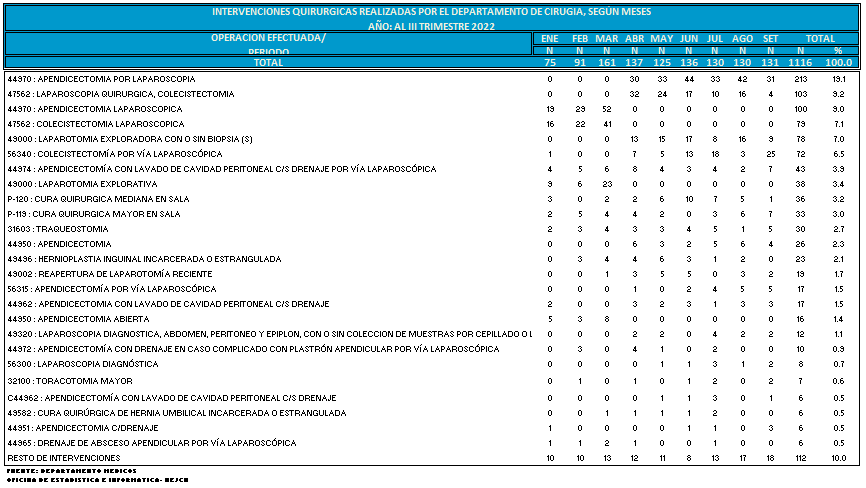 INTERVENCIONES QUIRURGICAS REALIZADAS POR EL DEPARTAMENTO DE CIRUGIA, SEGÚN MESES
AÑO: AL III TRIMESTRE 2022
OPERACION EFECTUADA/ ENE FEB MAR ABR MAY JUN JUL AGO SET TOTAL
PERIODO N N N N N N N N N N %
TOTAL 75 91 161 137 125 136 130 130 131 1116 100.0
44970 : APENDICECTOMIA POR LAPAROSCOPIA 0 0 0 30 33 44 33 42 31 213 19.1
47562 : LAPAROSCOPIA QUIRURGICA, COLECISTECTOMIA 0 0 0 32 24 17 10 16 4 103 9.2
44970 : APENDICECTOMIA LAPAROSCOPICA 19 29 52 0 0 0 0 0 0 100 9.0
47562 : COLECISTECTOMIA LAPAROSCOPICA 16 22 41 0 0 0 0 0 0 79 7.1
49000 : LAPAROTOMIA EXPLORADORA CON O SIN BIOPSIA (S) 0 0 0 13 15 17 8 16 9 78 7.0
56340 : COLECISTECTOMÍA POR VÍA LAPAROSCÓPICA 1 0 0 7 5 13 18 3 25 72 6.5
44974 : APENDICECTOMÍA CON LAVADO DE CAVIDAD PERITONEAL C/S DRENAJE POR VÍA LAPAROSCÓPICA 4 5 6 8 4 3 4 2 7 43 3.9
49000 : LAPAROTOMIA EXPLORATIVA 9 6 23 0 0 0 0 0 0 38 3.4
P-120 : CURA QUIRURGICA MEDIANA EN SALA 3 0 2 2 6 10 7 5 1 36 3.2
P-119 : CURA QUIRURGICA MAYOR EN SALA 2 5 4 4 2 0 3 6 7 33 3.0
31603 : TRAQUEOSTOMIA 2 3 4 3 3 4 5 1 5 30 2.7
44950 : APENDICECTOMIA 0 0 0 6 3 2 5 6 4 26 2.3
49496 : HERNIOPLASTIA INGUINAL INCARCERADA O ESTRANGULADA 0 3 4 4 6 3 1 2 0 23 2.1
49002 : REAPERTURA DE LAPAROTOMÍA RECIENTE 0 0 1 3 5 5 0 3 2 19 1.7
56315 : APENDICECTOMÍA POR VÍA LAPAROSCÓPICA 0 0 0 1 0 2 4 5 5 17 1.5
44962 : APENDICECTOMIA CON LAVADO DE CAVIDAD PERITONEAL C/S DRENAJE 2 0 0 3 2 3 1 3 3 17 1.5
44950 : APENDICECTOMIA ABIERTA 5 3 8 0 0 0 0 0 0 16 1.4
49320 : LAPAROSCOPIA DIAGNOSTICA, ABDOMEN, PERITONEO Y EPIPLON, CON O SIN COLECCION DE MUESTRAS POR CEPILLADO O L 0 0 0 2 2 0 4 2 2 12 1.1
44972 : APENDICECTOMÍA CON DRENAJE EN CASO COMPLICADO CON PLASTRÓN APENDICULAR POR VÍA LAPAROSCÓPICA 0 3 0 4 1 0 2 0 0 10 0.9
56300 : LAPAROSCOPIA DIAGNÓSTICA 0 0 0 0 1 1 3 1 2 8 0.7
32100 : TORACOTOMIA MAYOR 0 1 0 1 0 1 2 0 2 7 0.6
C44962 : APENDICECTOMÍA CON LAVADO DE CAVIDAD PERITONEAL C/S DRENAJE 0 0 0 0 1 1 3 0 1 6 0.5
49582 : CURA QUIRÚRGICA DE HERNIA UMBILICAL INCARCERADA O ESTRANGULADA 0 0 1 1 1 1 2 0 0 6 0.5
44951 : APENDICECTOMIA C/DRENAJE 1 0 0 0 0 1 1 0 3 6 0.5
44965 : DRENAJE DE ABSCESO APENDICULAR POR VÍA LAPAROSCÓPICA 1 1 2 1 0 0 1 0 0 6 0.5
RESTO DE INTERVENCIONES 10 10 13 12 11 8 13 17 18 112 10.0
FUENTE: DEPARTAMENTO MEDICOS
OFICINA DE ESTADISTICA E INFORMATICA- HEJCU